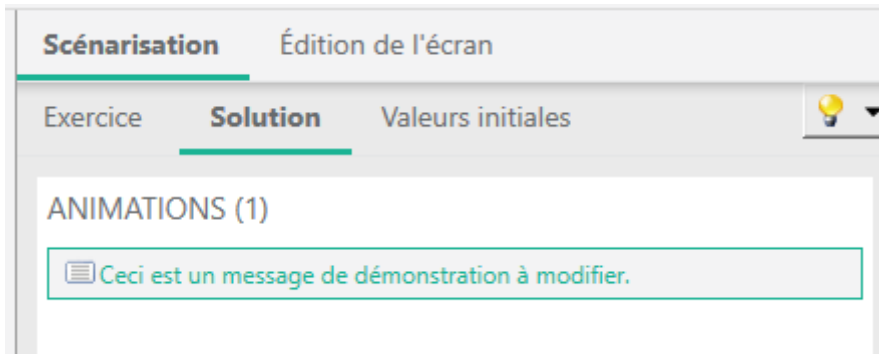 Scénarisation Édition de l'écran
Exercice Solution Valeurs initiales
ANIMATIONS (1)
Ceci est un message de démonstration à modifier.